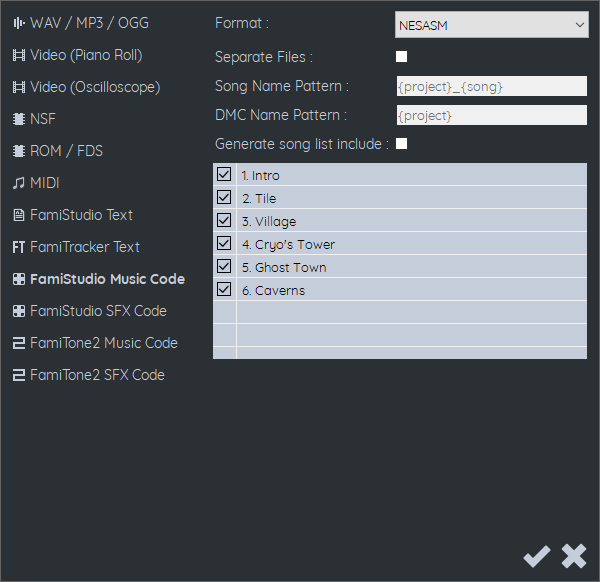 WAV / MP3 / OGG
Video (Piano Roll)
Video (Oscilloscope)
NSF
ROM / FDS
MIDI
FamiStudio Text
FT FamiTracker Text
FamiStudio Music Code
FamiStudio SFX Code
FamiTone2 Music Code
FamiTone2 SFX Code
Format : NESASM
Separate Files :
Song Name Pattern : {project}_{song}
DMC Name Pattern : {project}
Generate song list include :
1. Intro
2. Tile
3. Village
4. Cryo's Tower
5. Ghost Town
6. Caverns